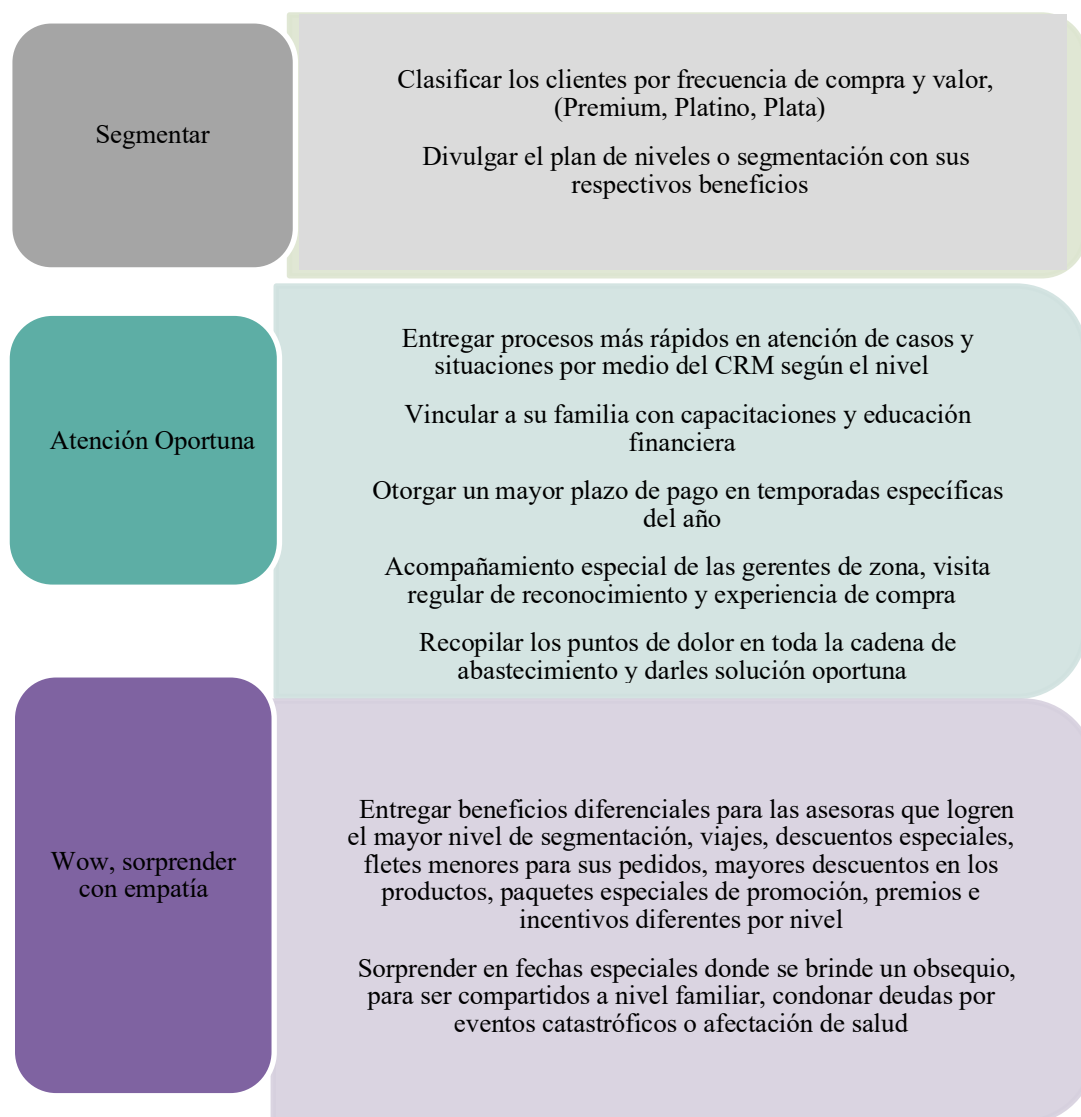 Segmentar
Clasificar los clientes por frecuencia de compra y valor,
(Premium, Platino, Plata)
Divulgar el plan de niveles o segmentación con sus
respectivos beneficios
Atención Oportuna
Entregar procesos más rápidos en atención de casos y
situaciones por medio del CRM según el nivel
Vincular a su familia con capacitaciones y educación
financiera
Otorgar un mayor plazo de pago en temporadas específicas
del año
Acompañamiento especial de las gerentes de zona, visita
regular de reconocimiento y experiencia de compra
Recopilar los puntos de dolor en toda la cadena de
abastecimiento y darles solución oportuna
Wow, sorprender
con empatía
Entregar beneficios diferenciales para las asesoras que logren
el mayor nivel de segmentación, viajes, descuentos especiales,
fletes menores para sus pedidos, mayores descuentos en los
productos, paquetes especiales de promoción, premios e
incentivos diferentes por nivel
Sorprender en fechas especiales donde se brinde un obsequio,
para ser compartidos a nivel familiar, condonar deudas por
eventos catastróficos o afectación de salud